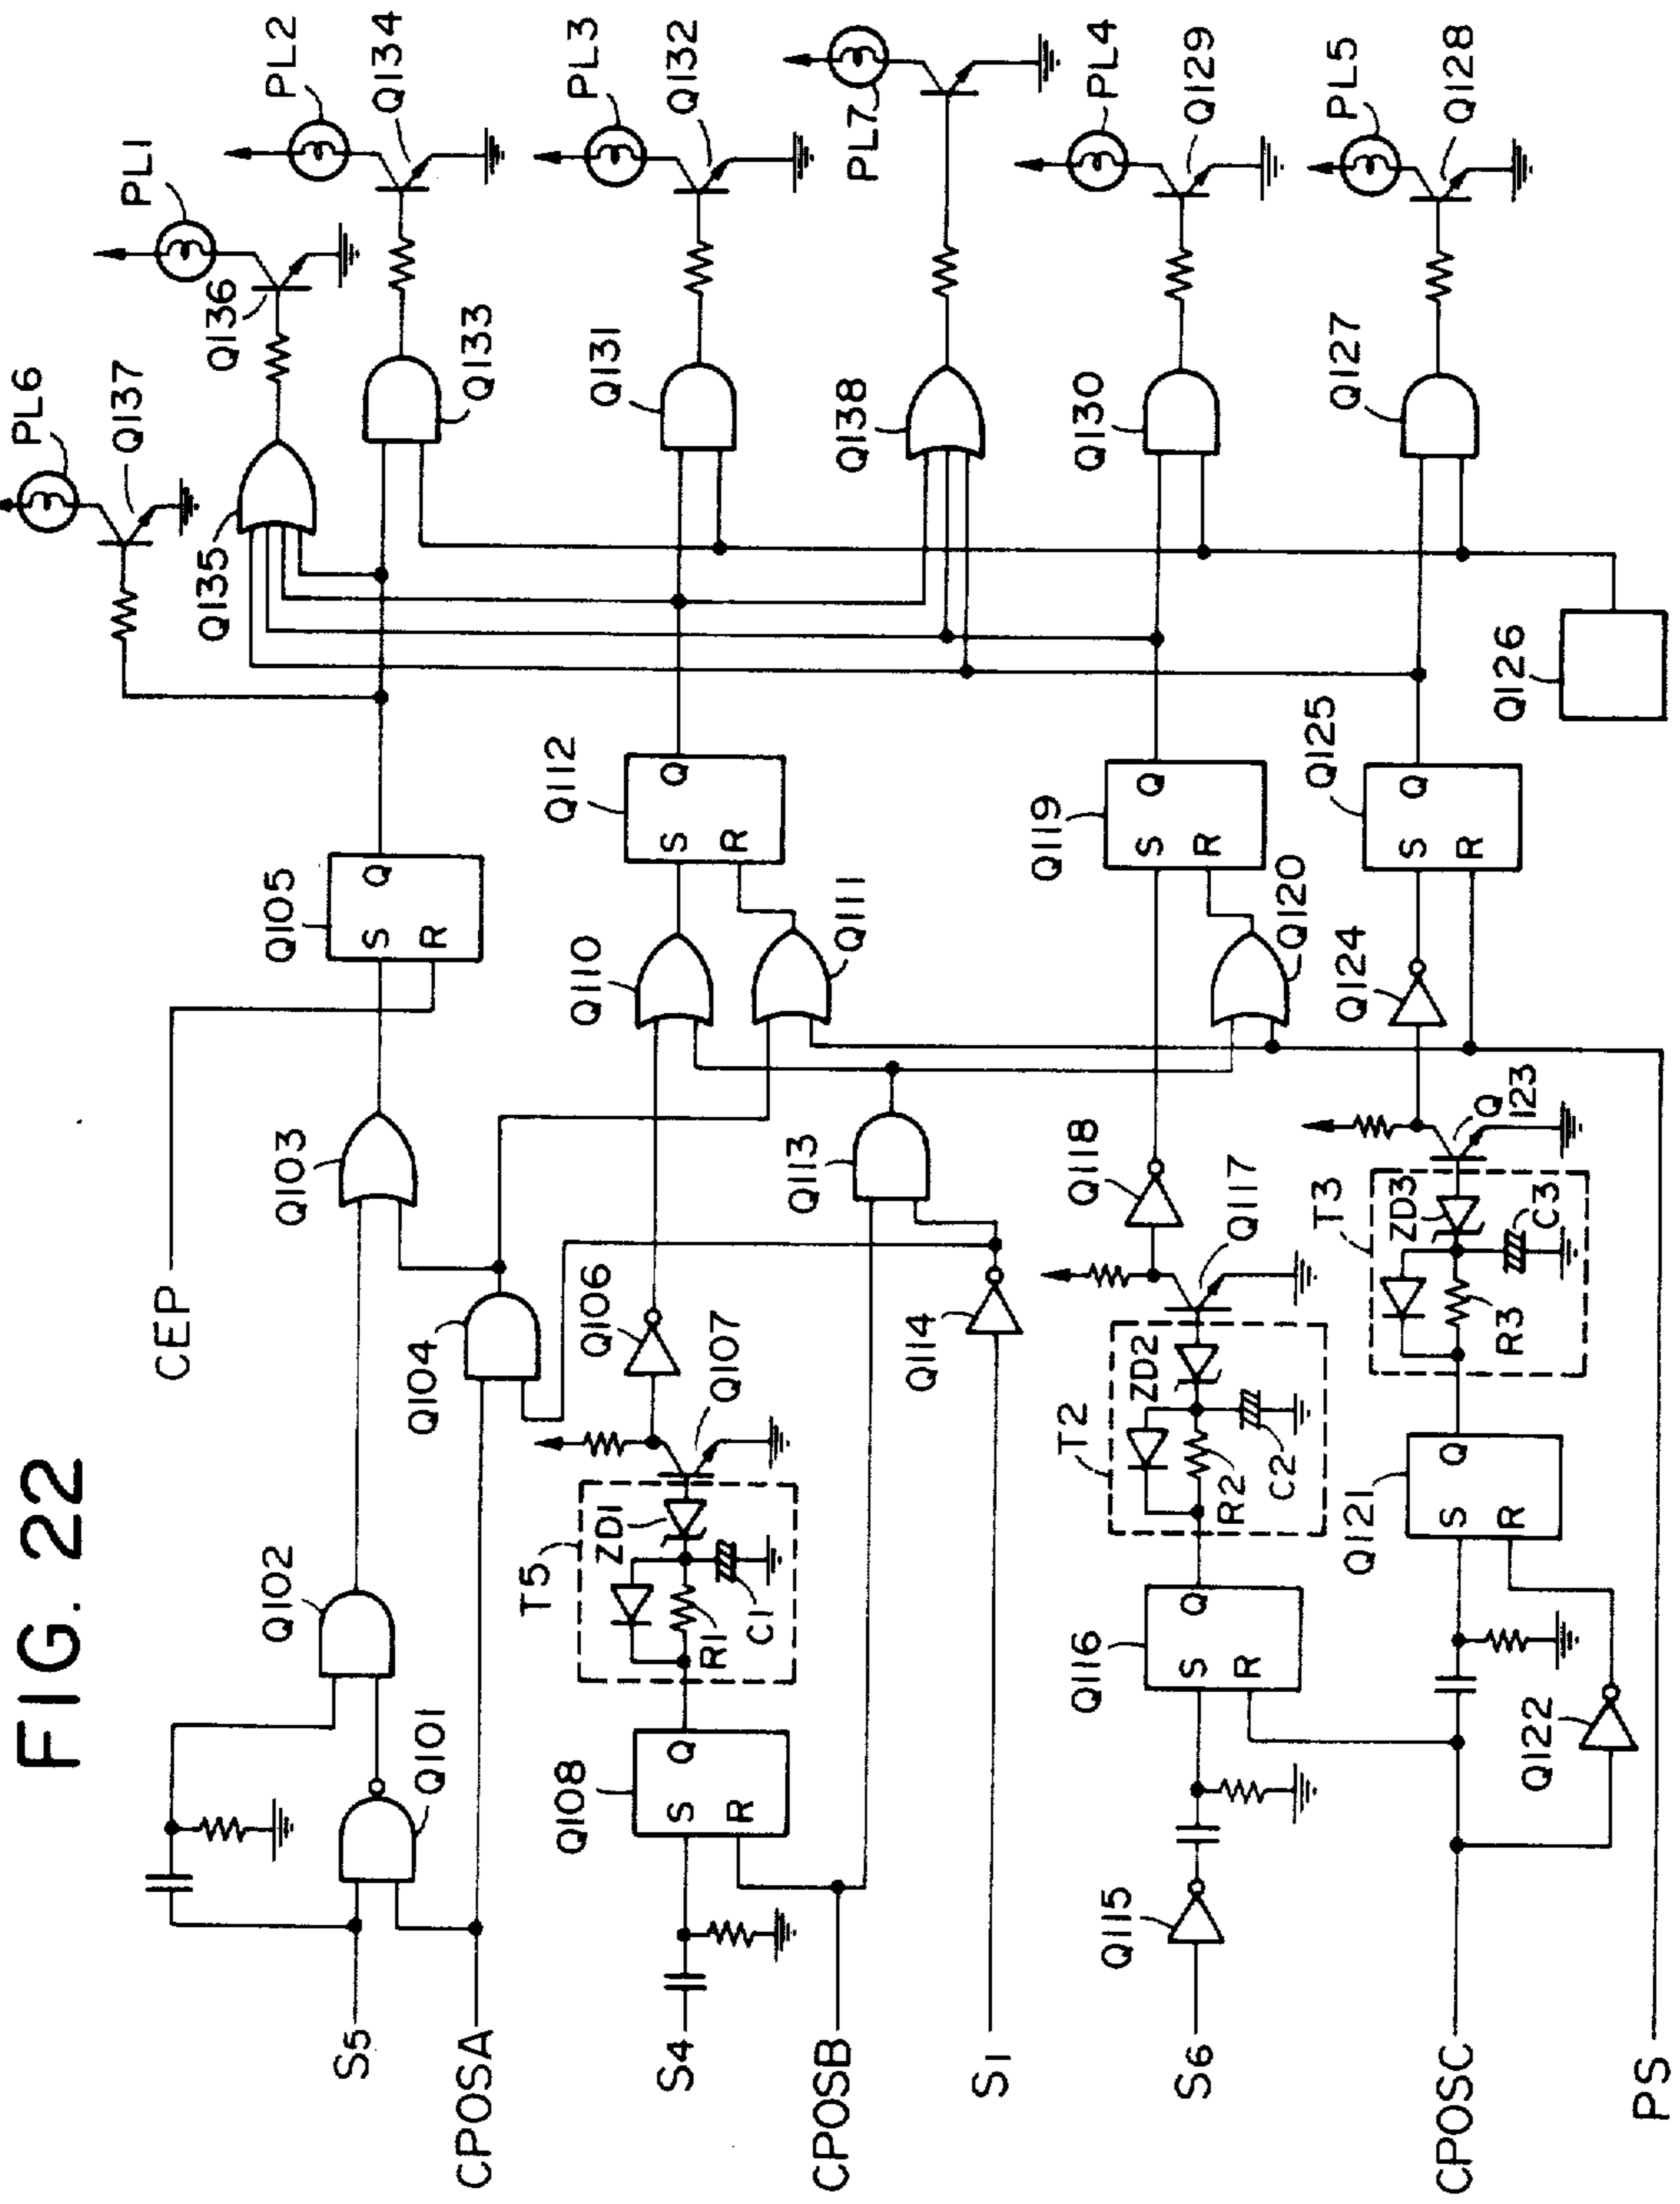 FIG. 22
PL6
Q137
PL1
Q136
PL2
Q134
Q135
Q133
PL3
Q132
Q131
PL7
Q138
PL4
Q129
Q130
PL5
Q128
Q127
Q126
CEP
Q105
S Q
R
Q103
Q102
Q101
S5
CPOSA
Q104
Q112
S Q
R
Q110
Q111
Q106
Q107
T5
ZD1
R1
C1
Q108
S Q
R
S4
CPOSB
Q113
Q114
S1
Q119
S Q
R
Q120
Q118
Q117
T2
ZD2
R2
C2
Q116
S Q
R
Q115
S6
Q125
S Q
R
Q124
Q123
T3
ZD3
R3
C3
Q121
S Q
R
Q122
CPOSC
PS